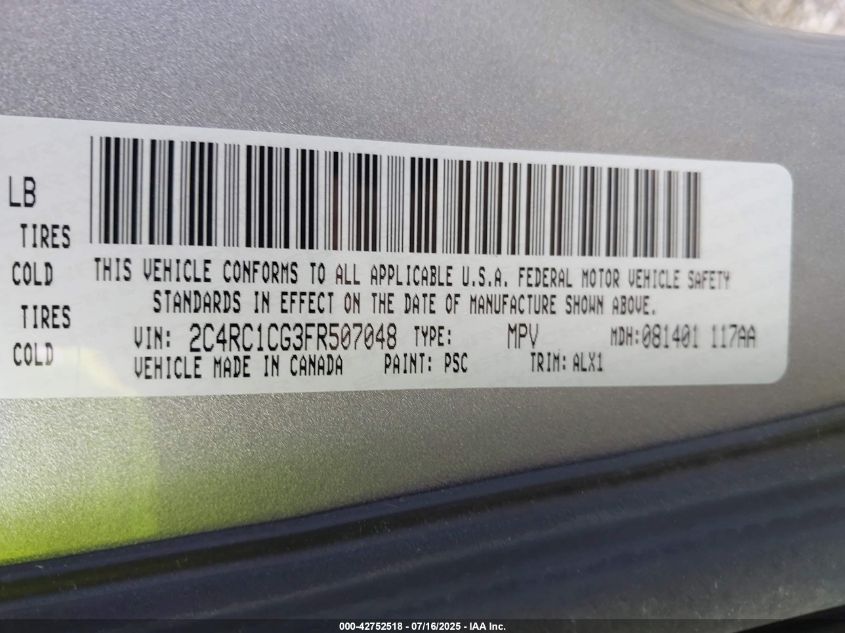 LB
TIRES
COLD
TIRES
COLD
THIS VEHICLE CONFORMS TO ALL APPLICABLE U.S.A. FEDERAL MOTOR VEHICLE SAFETY
STANDARDS IN EFFECT ON THE DATE OF MANUFACTURE SHOWN ABOVE.
VIN: 2C4RC1CG3FR507048 TYPE: MPV MDH:081401 117AA
VEHICLE MADE IN CANADA PAINT: PSC TRIM: ALX1
000-42752518 - 07/16/2025 - IAA Inc.